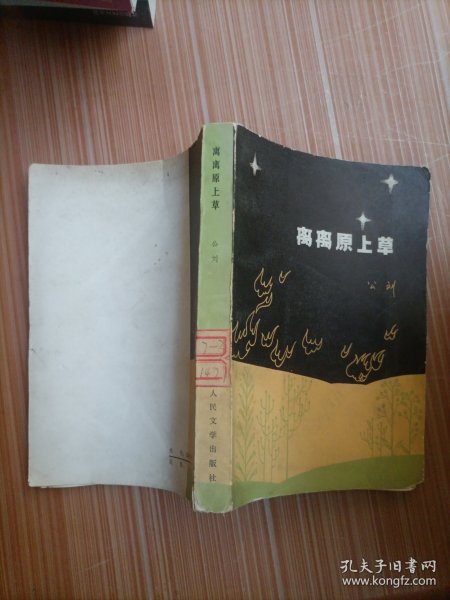 离离原上草
公刘
离离原上草
公刘
人民文学出版社
孔夫子旧书网
www.kongfz.com